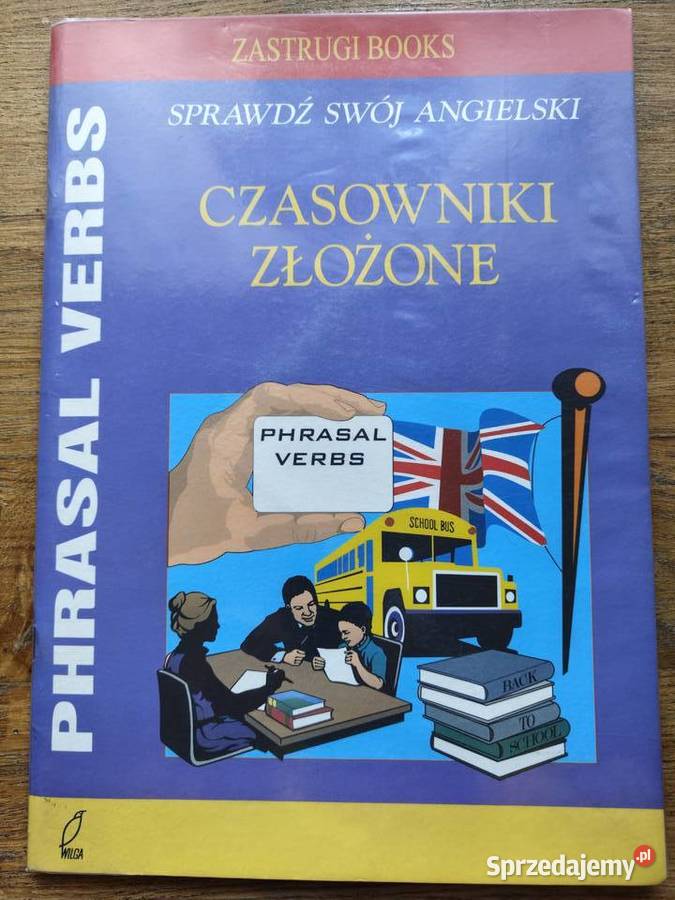 ZASTRUGI BOOKS
SPRAWDŹ SWÓJ ANGIELSKI
CZASOWNIKI
ZŁOŻONE
PHRASAL VERBS
PHRASAL
VERBS
SCHOOL BUS
BACK
TO
SCHOOL
WILGA
Sprzedajemy.pl